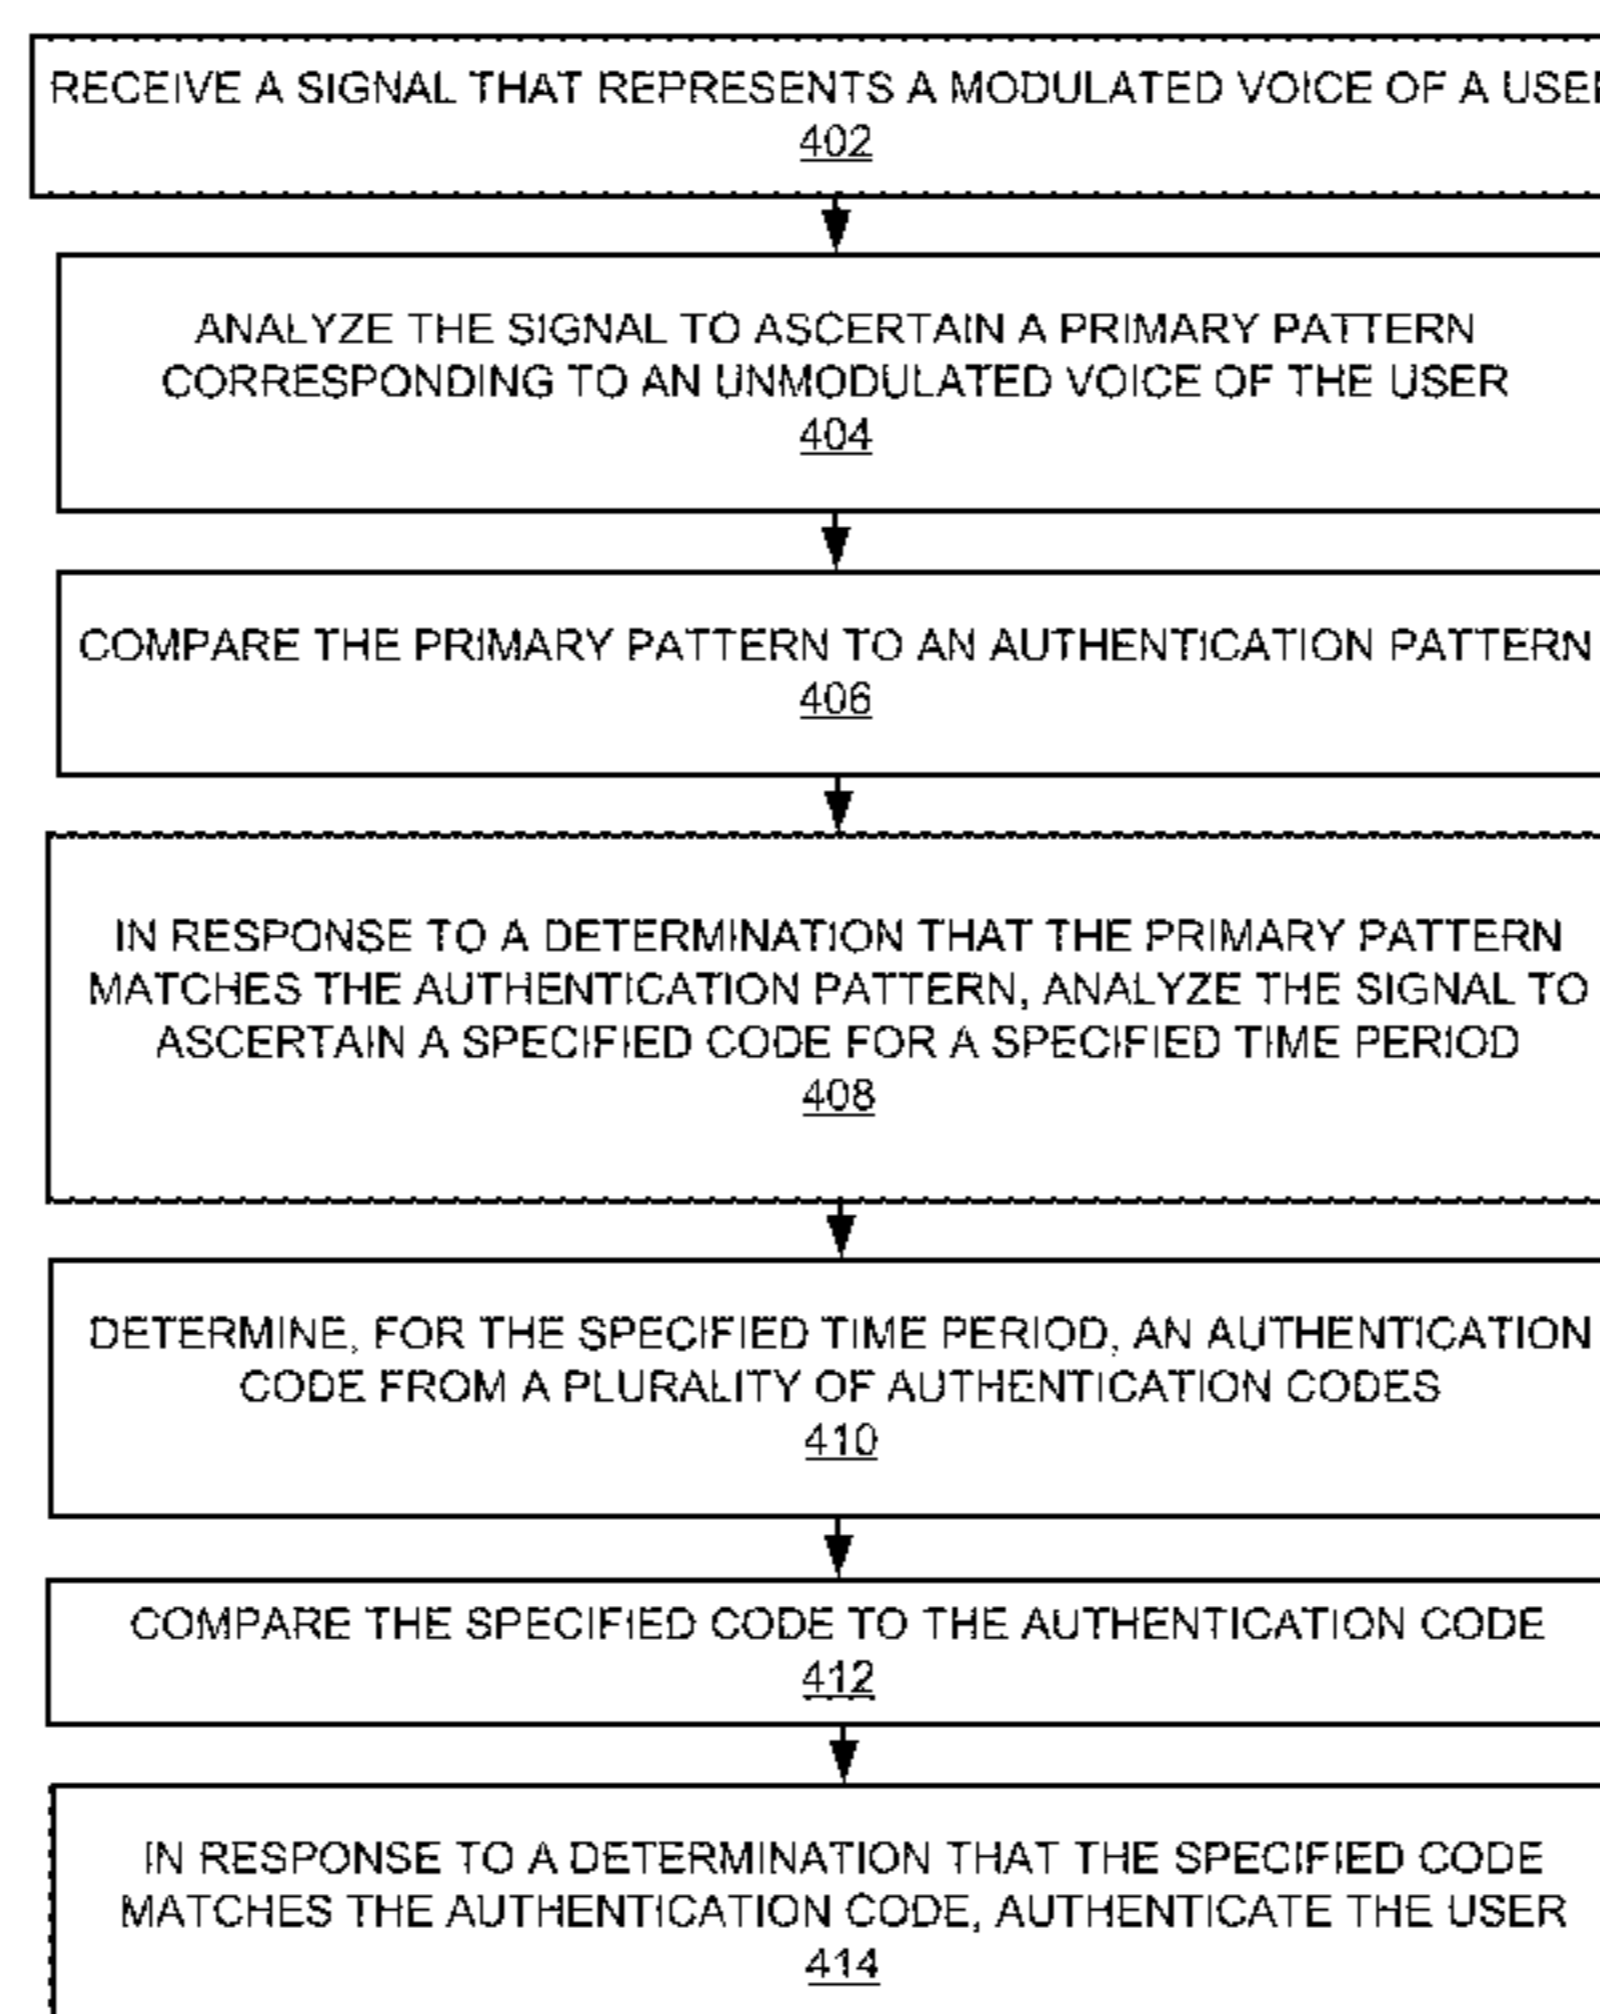 RECEIVE A SIGNAL THAT REPRESENTS A MODULATED VOICE OF A USER
402
ANALYZE THE SIGNAL TO ASCERTAIN A PRIMARY PATTERN
CORRESPONDING TO AN UNMODULATED VOICE OF THE USER
404
COMPARE THE PRIMARY PATTERN TO AN AUTHENTICATION PATTERN
406
IN RESPONSE TO A DETERMINATION THAT THE PRIMARY PATTERN
MATCHES THE AUTHENTICATION PATTERN, ANALYZE THE SIGNAL TO
ASCERTAIN A SPECIFIED CODE FOR A SPECIFIED TIME PERIOD
408
DETERMINE, FOR THE SPECIFIED TIME PERIOD, AN AUTHENTICATION
CODE FROM A PLURALITY OF AUTHENTICATION CODES
410
COMPARE THE SPECIFIED CODE TO THE AUTHENTICATION CODE
412
IN RESPONSE TO A DETERMINATION THAT THE SPECIFIED CODE
MATCHES THE AUTHENTICATION CODE, AUTHENTICATE THE USER
414